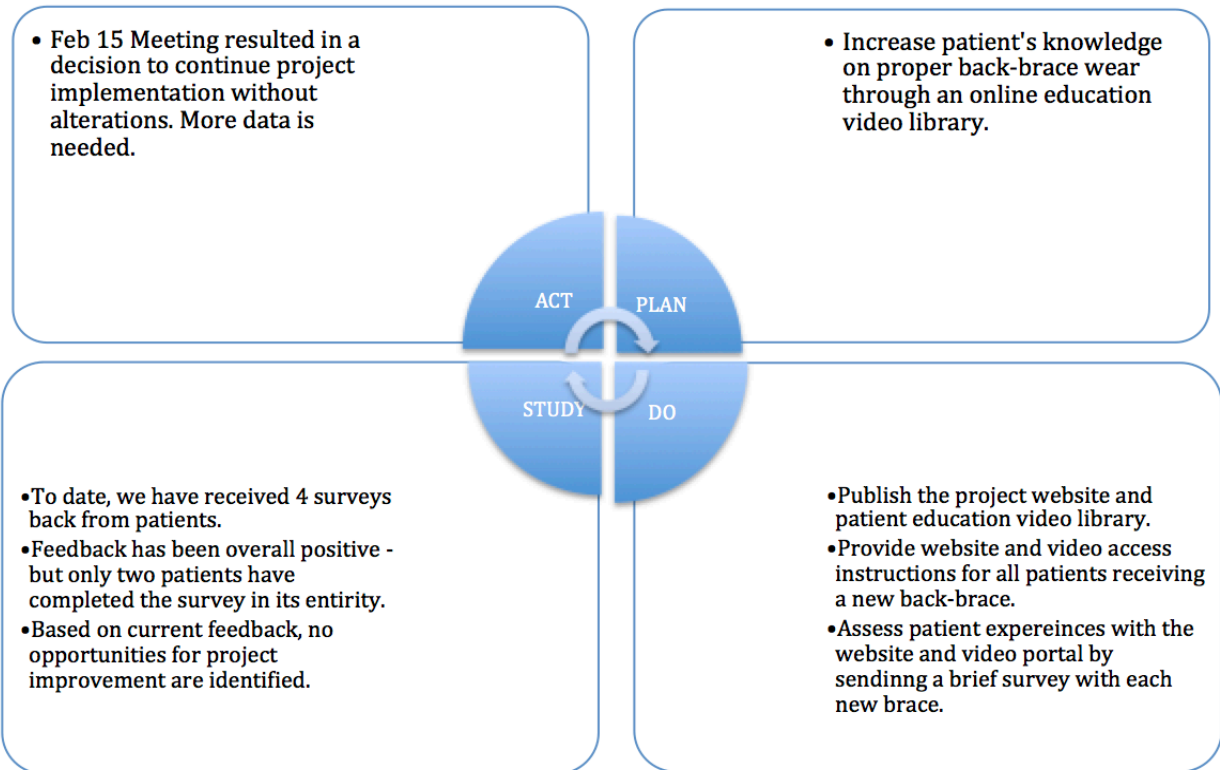 • Feb 15 Meeting resulted in a
decision to continue project
implementation without
alterations. More data is
needed.
• Increase patient's knowledge
on proper back-brace wear
through an online education
video library.
ACT
PLAN
STUDY
DO
•To date, we have received 4 surveys
back from patients.
•Feedback has been overall positive -
but only two patients have
completed the survey in its entirity.
•Based on current feedback, no
opportunities for project
improvement are identified.
•Publish the project website and
patient education video library.
•Provide website and video access
instructions for all patients receiving
a new back-brace.
•Assess patient expereinces with the
website and video portal by
sendinng a brief survey with each
new brace.